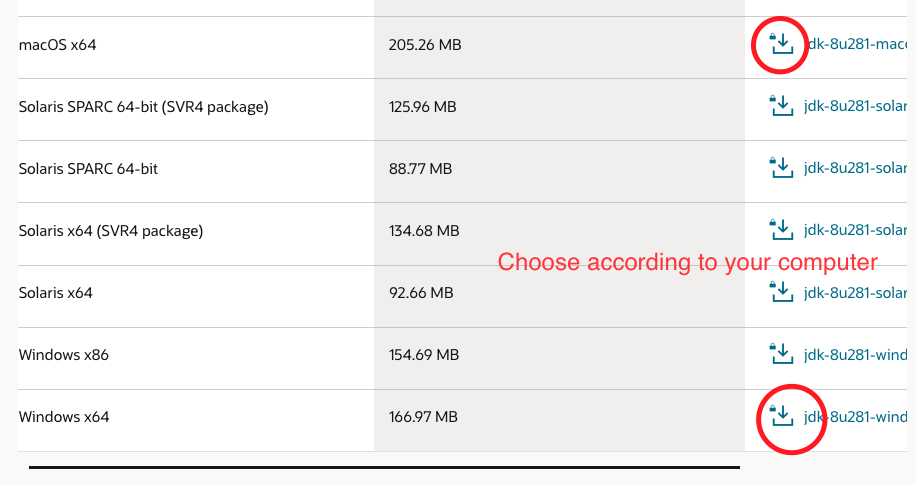 macOS x64 205.26 MB jdk-8u281-maco
Solaris SPARC 64-bit (SVR4 package) 125.96 MB jdk-8u281-solar
Solaris SPARC 64-bit 88.77 MB jdk-8u281-solar
Solaris x64 (SVR4 package) 134.68 MB jdk-8u281-solar
Choose according to your computer
Solaris x64 92.66 MB jdk-8u281-solar
Windows x86 154.69 MB jdk-8u281-wind
Windows x64 166.97 MB jdk-8u281-wind